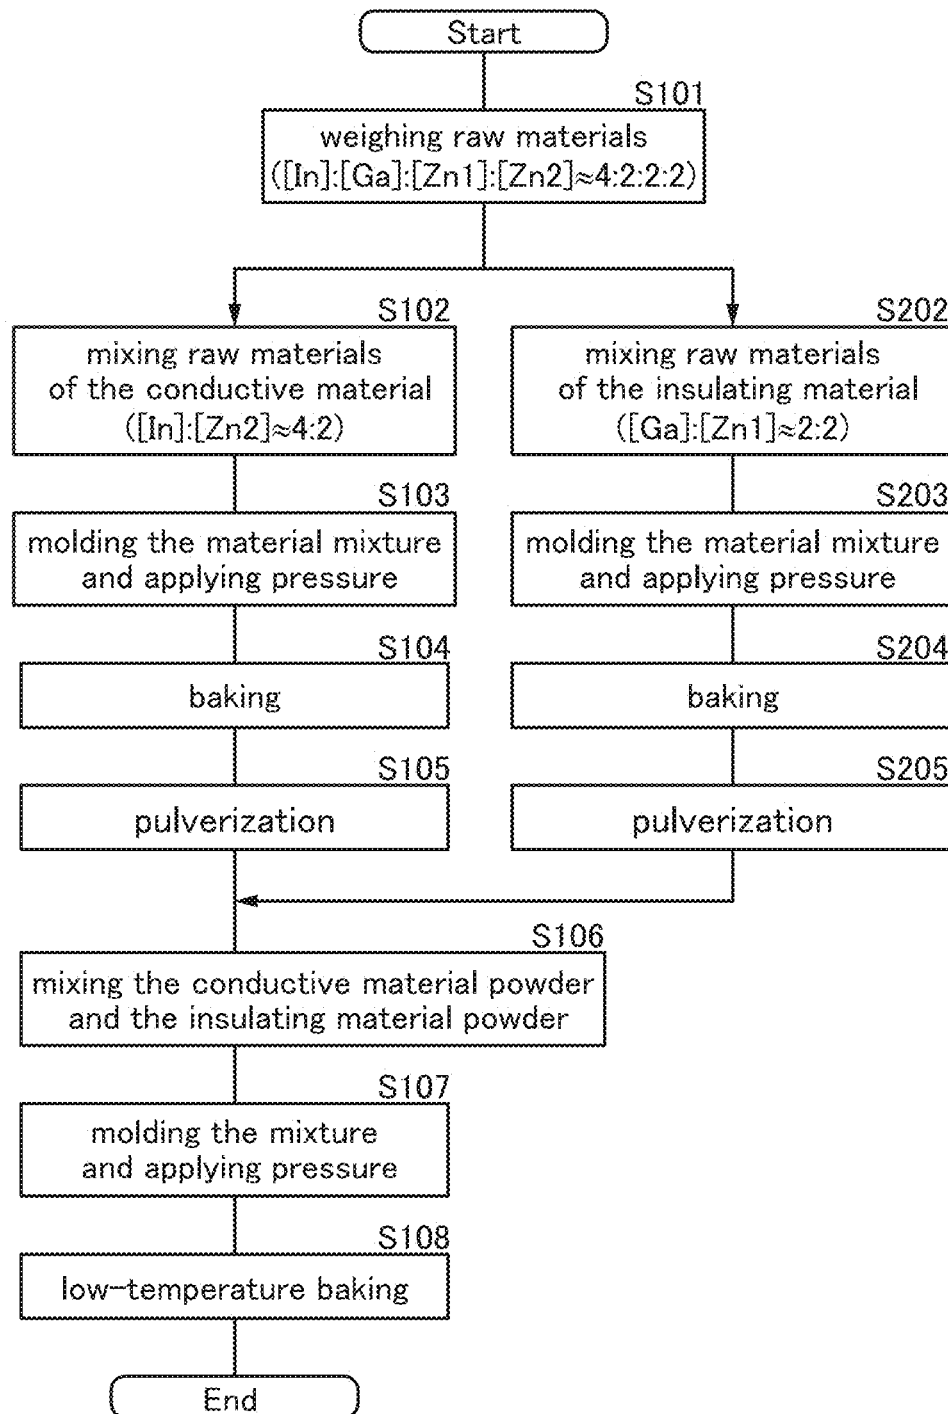 Start
S101
weighing raw materials
([In]:[Ga]:[Zn1]:[Zn2]≈4:2:2:2)
S102
mixing raw materials
of the conductive material
([In]:[Zn2]≈4:2)
S202
mixing raw materials
of the insulating material
([Ga]:[Zn1]≈2:2)
S103
molding the material mixture
and applying pressure
S203
molding the material mixture
and applying pressure
S104
baking
S204
baking
S105
pulverization
S205
pulverization
S106
mixing the conductive material powder
and the insulating material powder
S107
molding the mixture
and applying pressure
S108
low-temperature baking
End